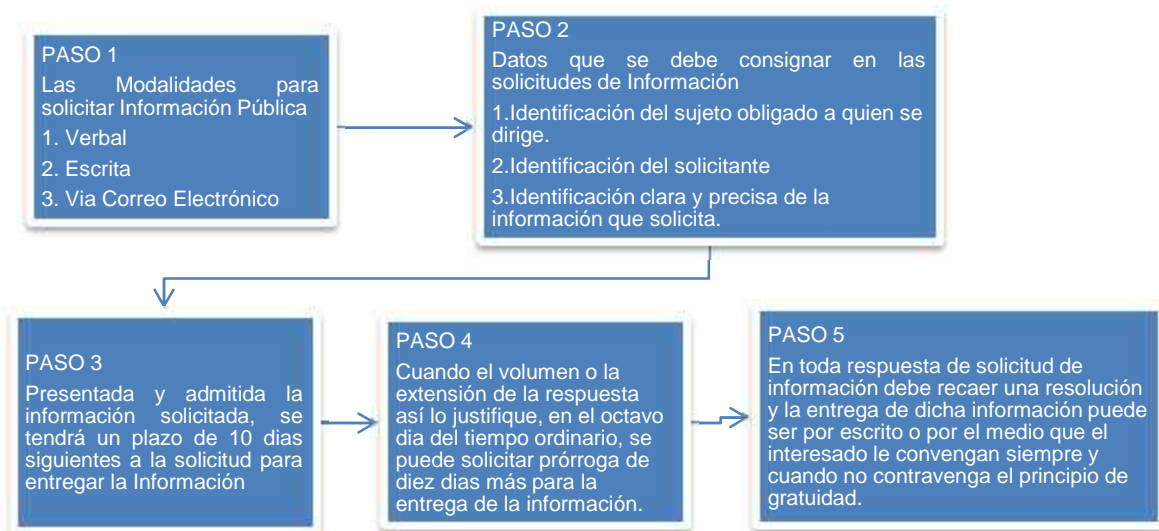 PASO 1
Las Modalidades para
solicitar Información Pública
1. Verbal
2. Escrita
3. Via Correo Electrónico
PASO 2
Datos que se debe consignar en las
solicitudes de Información
1.Identificación del sujeto obligado a quien se
dirige.
2.Identificación del solicitante
3.Identificación clara y precisa de la
información que solicita.
PASO 3
Presentada y admitida la
información solicitada, se
tendrá un plazo de 10 dias
siguientes a la solicitud para
entregar la Información
PASO 4
Cuando el volumen o la
extensión de la respuesta
así lo justifique, en el octavo
dia del tiempo ordinario, se
puede solicitar prórroga de
diez dias más para la
entrega de la información.
PASO 5
En toda respuesta de solicitud de
información debe recaer una resolución
y la entrega de dicha información puede
ser por escrito o por el medio que el
interesado le convengan siempre y
cuando no contravenga el principio de
gratuidad.